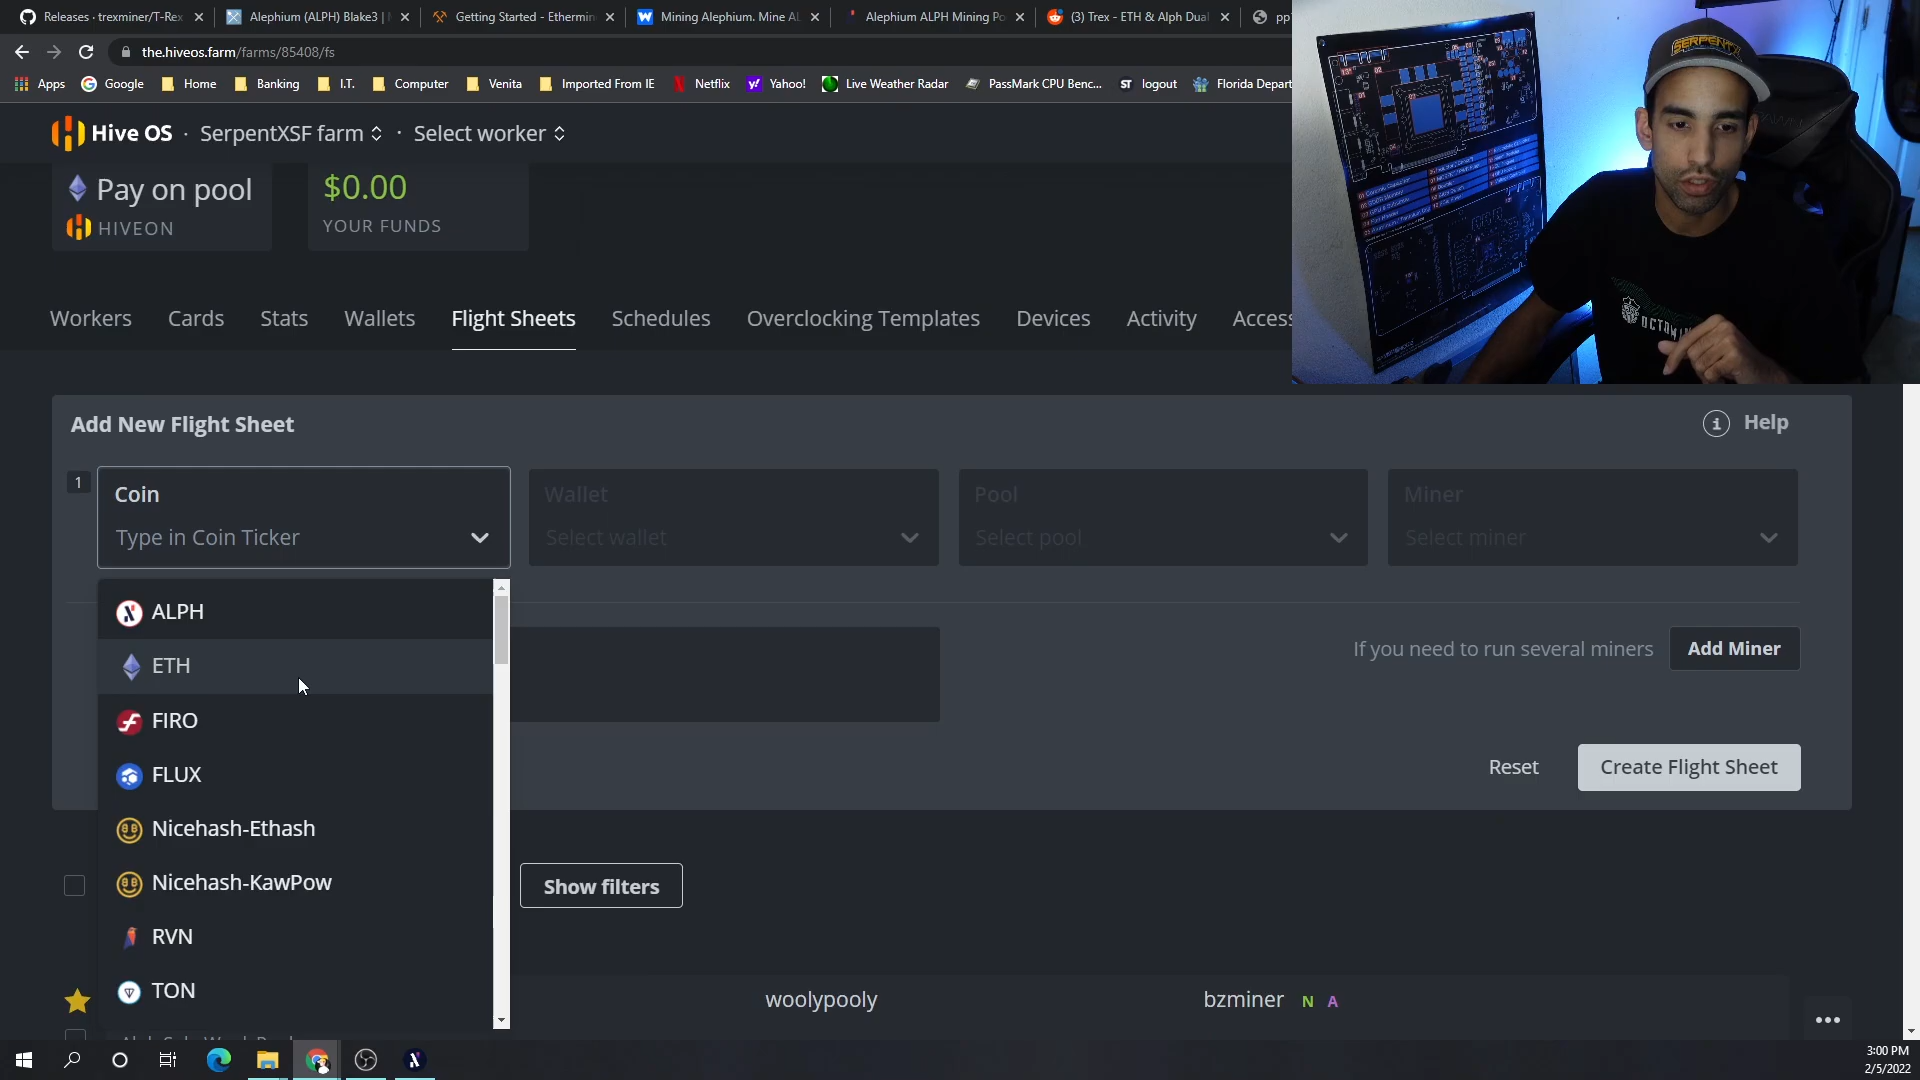 Releases · trexminer/T-Rex
Alephium (ALPH) Blake3 |
Getting Started - Ethermin
Mining Alephium. Mine AL
Alephium ALPH Mining Po
(3) Trex - ETH & Alph Dual
the.hiveos.farm/farms/85408/fs
Apps
Google
Home
Banking
I.T.
Computer
Venita
Imported From IE
Netflix
Yahoo!
Live Weather Radar
PassMark CPU Benc...
ST logout
Florida Depart
SERPENTX
OCTOMIN
Hive OS · SerpentXSF farm · Select worker
Pay on pool
HIVEON
$0.00
YOUR FUNDS
Workers
Cards
Stats
Wallets
Flight Sheets
Schedules
Overclocking Templates
Devices
Activity
Access
Add New Flight Sheet
Help
1
Coin
Type in Coin Ticker
Wallet
Select wallet
Pool
Select pool
Miner
Select miner
ALPH
ETH
FIRO
FLUX
Nicehash-Ethash
Nicehash-KawPow
RVN
TON
If you need to run several miners
Add Miner
Reset
Create Flight Sheet
Show filters
woolypooly
bzminer N A
3:00 PM
2/5/2022